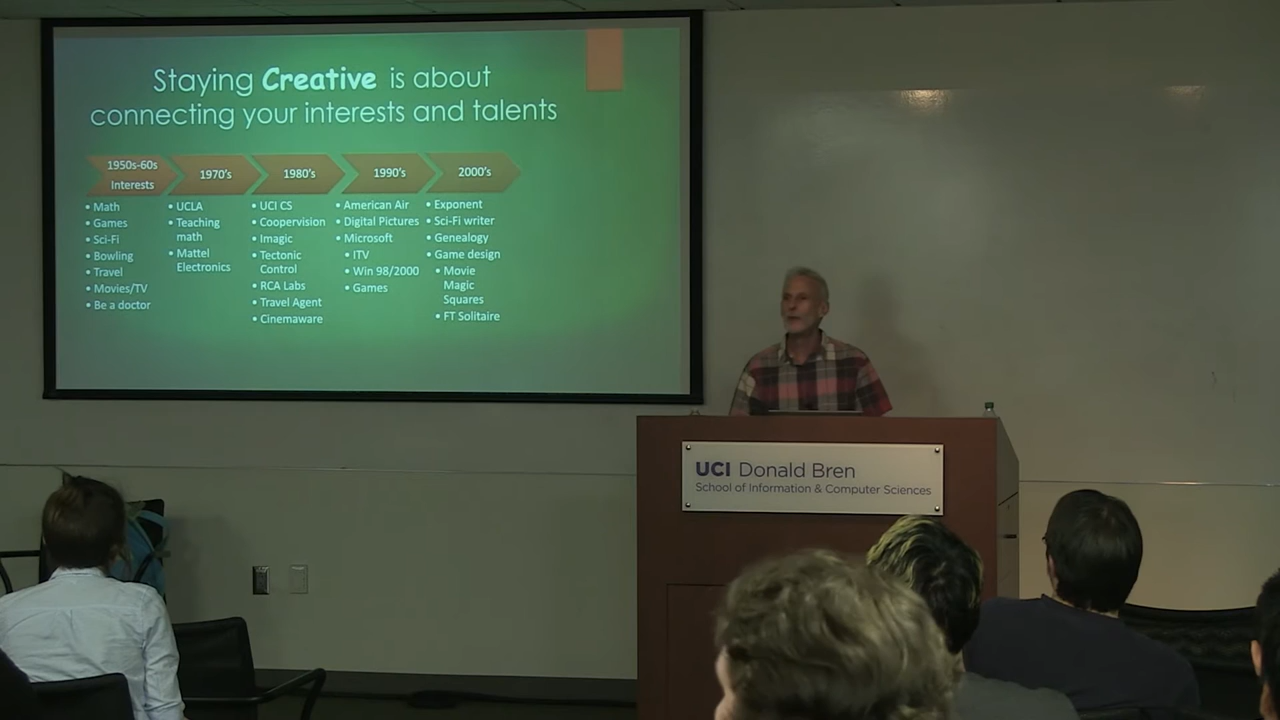 Staying Creative is about
connecting your interests and talents
1950s-60s
Interests
• Math
• Games
• Sci-Fi
• Bowling
• Travel
• Movies/TV
• Be a doctor
1970's
• UCLA
• Teaching
math
• Mattel
Electronics
1980's
• UCI CS
• Coopervision
• Imagic
• Tectonic
Control
• RCA Labs
• Travel Agent
• Cinemaware
1990's
• American Air
• Digital Pictures
• Microsoft
• ITV
• Win 98/2000
• Games
2000's
• Exponent
• Sci-Fi writer
• Genealogy
• Game design
• Movie
Magic
Squares
• FT Solitaire
UCI Donald Bren
School of Information & Computer Sciences